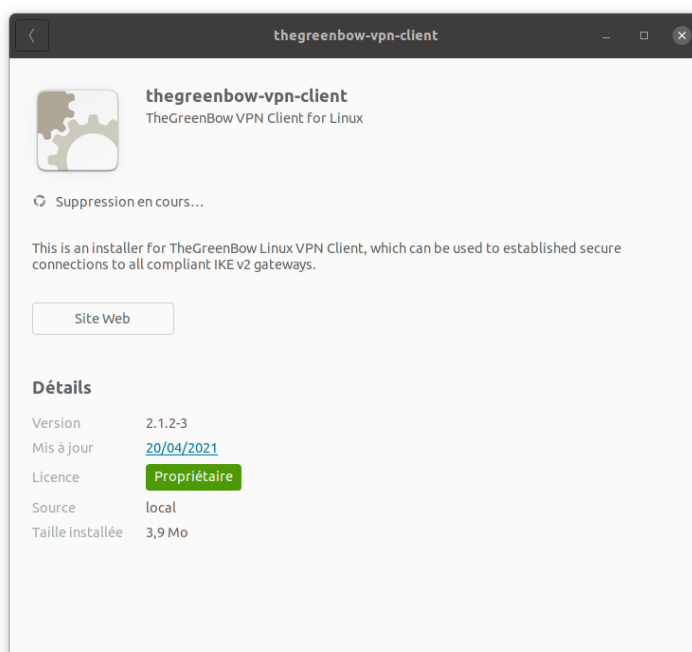 thegreenbow-vpn-client
thegreenbow-vpn-client
TheGreenBow VPN Client for Linux
Suppression en cours…
This is an installer for TheGreenBow Linux VPN Client, which can be used to established secure
connections to all compliant IKE v2 gateways.
Site Web
Détails
Version 2.1.2-3
Mis à jour 20/04/2021
Licence Propriétaire
Source local
Taille installée 3,9 Mo